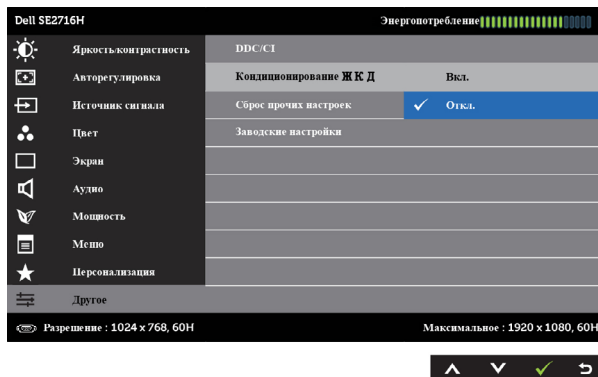 Dell SE2716H Энергопотребление
Яркость/контрастность DDC/CI
Авторегулировка Кондиционирование ЖКД Вкл.
Источник сигнала Сброс прочих настроек Откл.
Цвет Заводские настройки
Экран
Аудио
Мощность
Меню
Персонализация
Другое
Разрешение : 1024 x 768, 60H Максимальное : 1920 x 1080, 60H